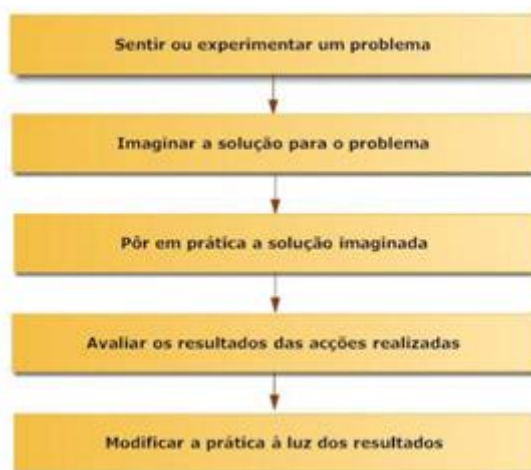 Sentir ou experimentar um problema
Imaginar a solução para o problema
Pôr em prática a solução imaginada
Avaliar os resultados das acções realizadas
Modificar a prática à luz dos resultados